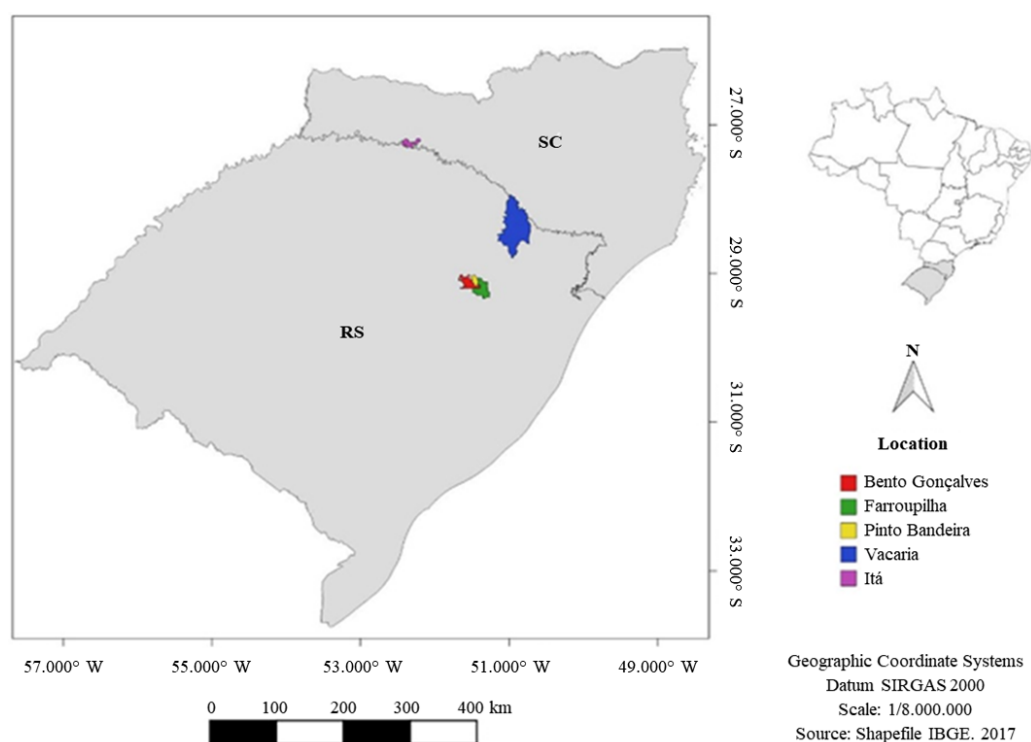 SC
RS
27.000° S
29.000° S
31.000° S
33.000° S
57.000° W
55.000° W
53.000° W
51.000° W
49.000° W
0 100 200 300 400 km
N
Location
Bento Gonçalves
Farroupilha
Pinto Bandeira
Vacaria
Itá
Geographic Coordinate Systems
Datum SIRGAS 2000
Scale: 1/8.000.000
Source: Shapefile IBGE. 2017